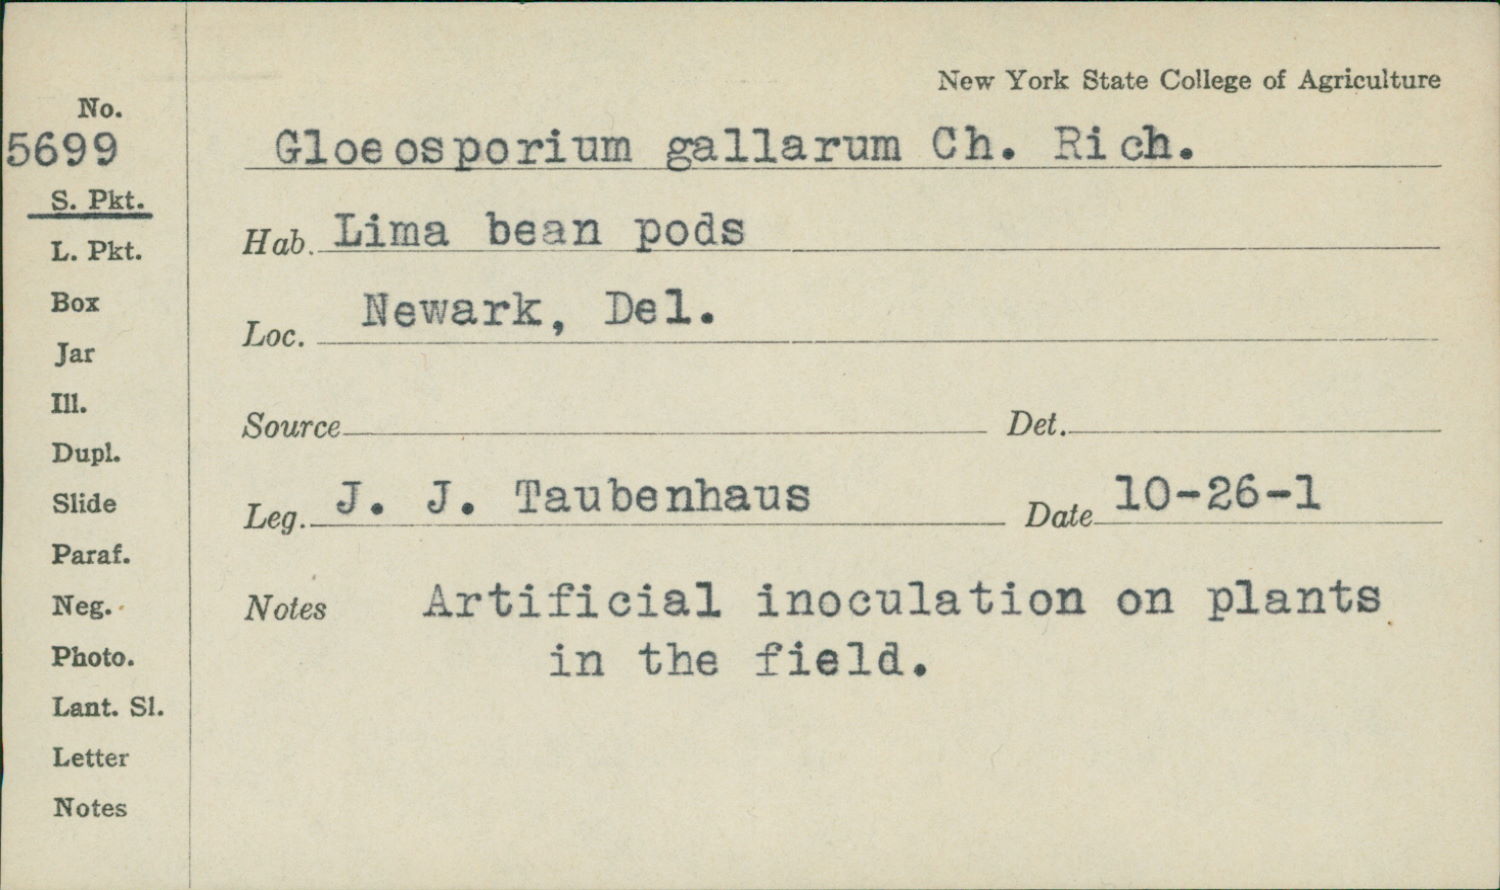 New York State College of Agriculture
No.
5699
S. Pkt.
L. Pkt.
Box
Jar
Ill.
Dupl.
Slide
Paraf.
Neg.
Photo.
Lant. Sl.
Letter
Notes
Gloeosporium gallarum Ch. Rich.
Hab. Lima bean pods
Loc. Newark, Del.
Source Det.
Leg. J. J. Taubenhaus Date 10-26-1
Notes Artificial inoculation on plants
in the field.